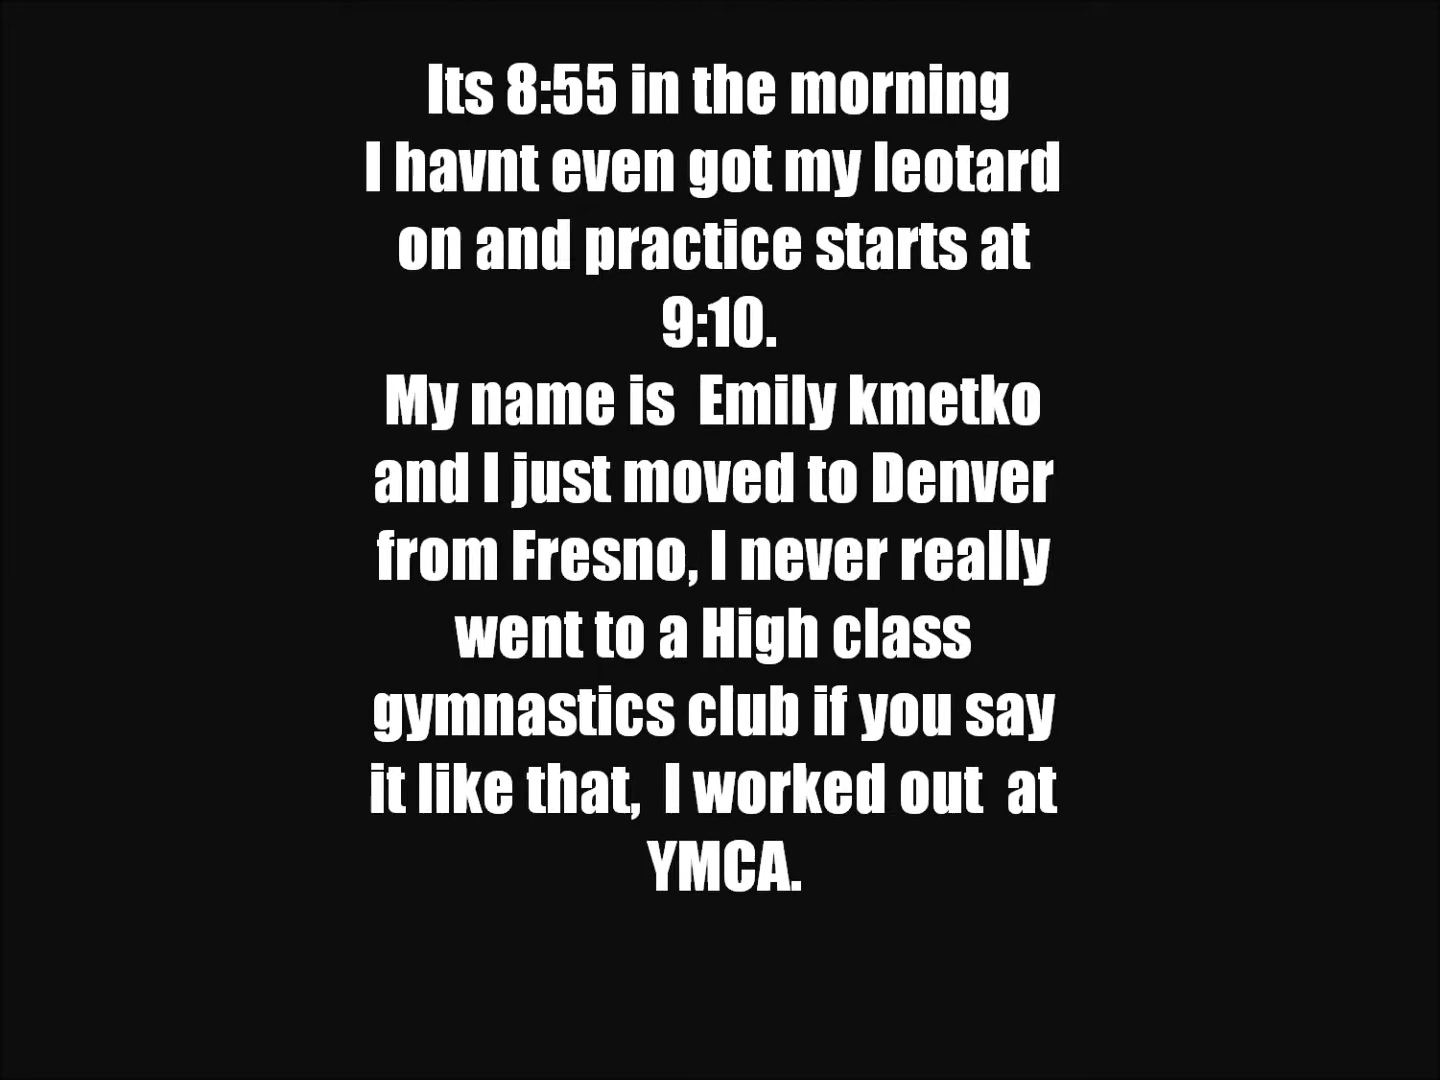 Its 8:55 in the morning
I havnt even got my leotard
on and practice starts at
9:10.
My name is  Emily kmetko
and I just moved to Denver
from Fresno, I never really
went to a High class
gymnastics club if you say
it like that,  I worked out  at
YMCA.